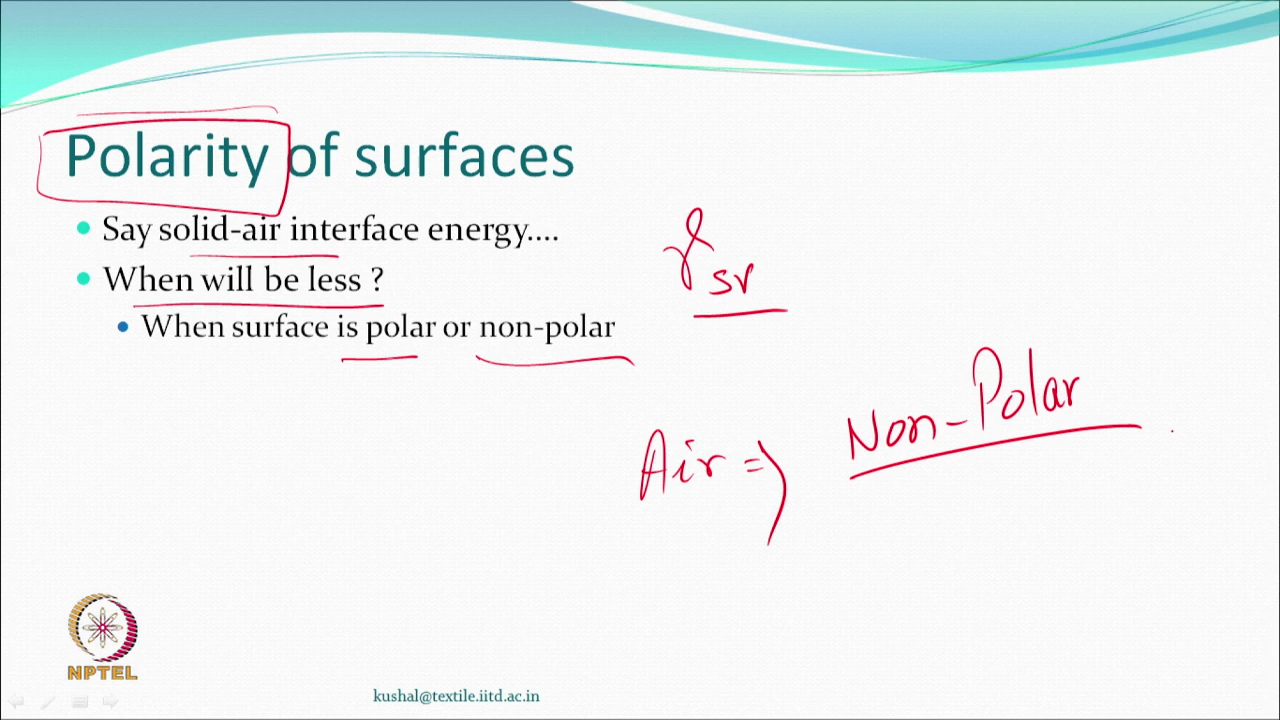 Polarity of surfaces
Say solid-air interface energy....
When will be less ?
When surface is polar or non-polar
γsv
Air ⇒ Non-Polar
NPTEL
kushal@textile.iitd.ac.in